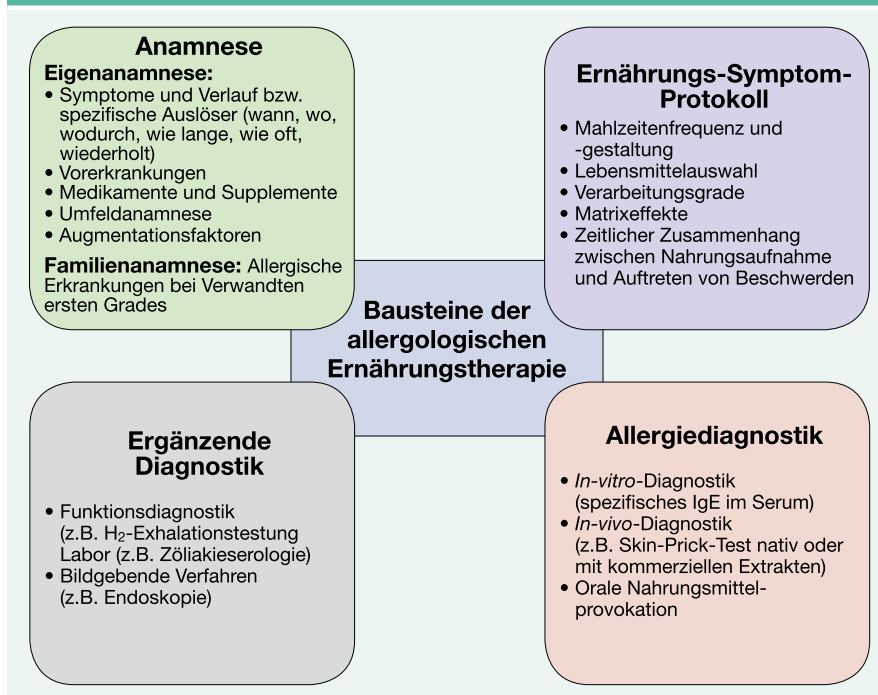 Anamnese
Eigenanamnese:
• Symptome und Verlauf bzw.
spezifische Auslöser (wann, wo,
wodurch, wie lange, wie oft,
wiederholt)
• Vorerkrankungen
• Medikamente und Supplemente
• Umfeldanamnese
• Augmentationsfaktoren
Familienanamnese: Allergische
Erkrankungen bei Verwandten
ersten Grades
Ernährungs-Symptom-
Protokoll
• Mahlzeitenfrequenz und
-gestaltung
• Lebensmittelauswahl
• Verarbeitungsgrade
• Matrixeffekte
• Zeitlicher Zusammenhang
zwischen Nahrungsaufnahme
und Auftreten von Beschwerden
Bausteine der
allergologischen
Ernährungstherapie
Ergänzende
Diagnostik
• Funktionsdiagnostik
(z.B. H₂-Exhalationstestung
Labor (z.B. Zöliakieserologie)
• Bildgebende Verfahren
(z.B. Endoskopie)
Allergiediagnostik
• In-vitro-Diagnostik
(spezifisches IgE im Serum)
• In-vivo-Diagnostik
(z.B. Skin-Prick-Test nativ oder
mit kommerziellen Extrakten)
• Orale Nahrungsmittel-
provokation